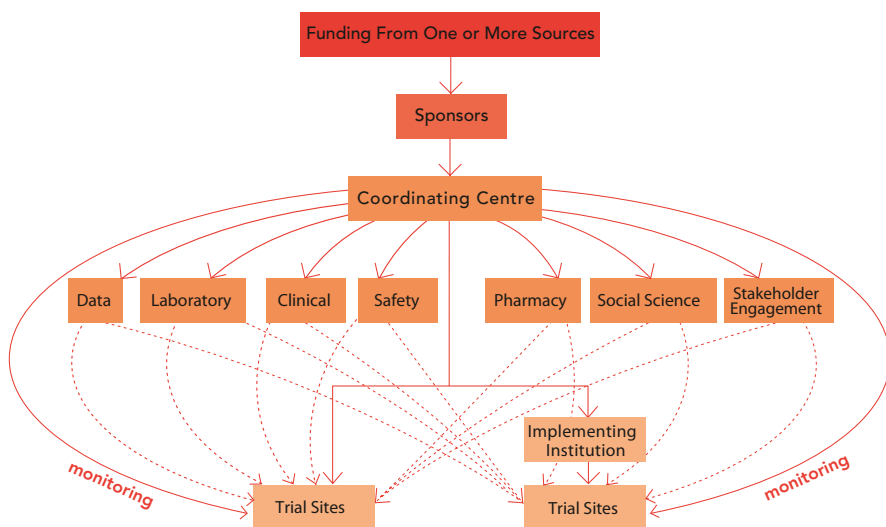 Funding From One or More Sources
Sponsors
Coordinating Centre
Data
Laboratory
Clinical
Safety
Pharmacy
Social Science
Stakeholder
Engagement
Implementing
Institution
monitoring
monitoring
Trial Sites
Trial Sites